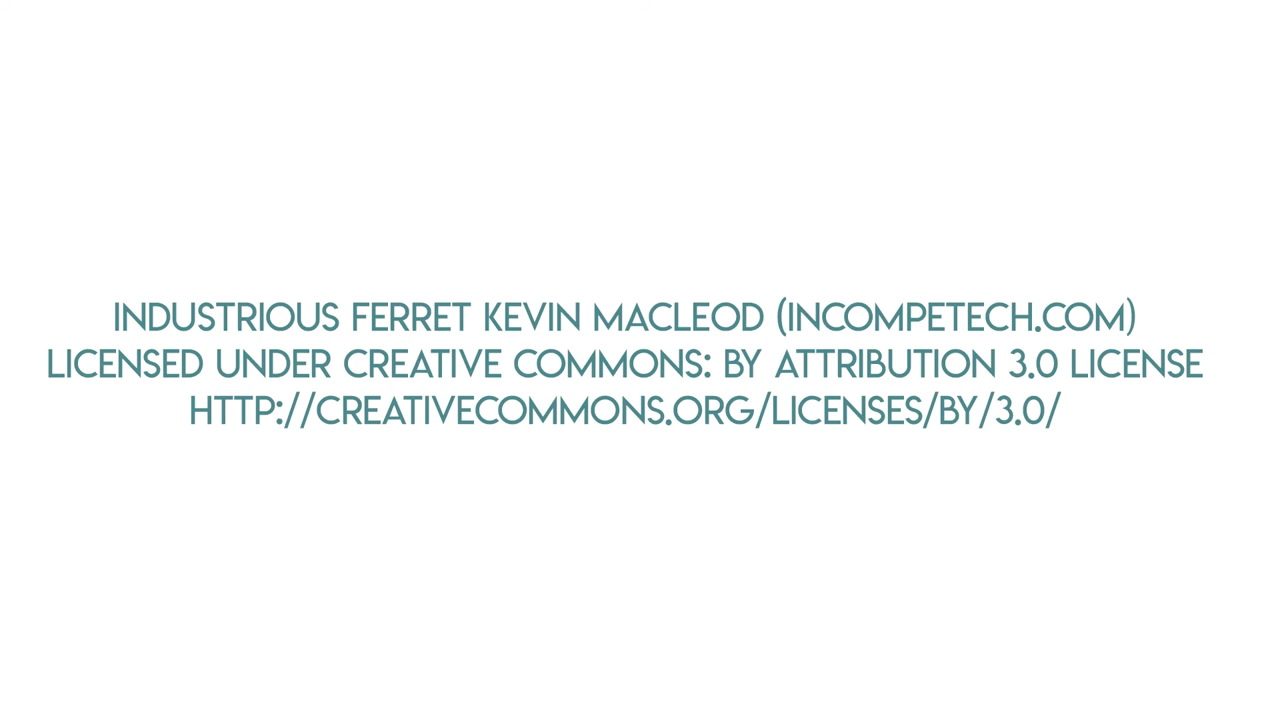 INDUSTRIOUS FERRET KEVIN MACLEOD (INCOMPETECH.COM)
LICENSED UNDER CREATIVE COMMONS: BY ATTRIBUTION 3.0 LICENSE
HTTP://CREATIVECOMMONS.ORG/LICENSES/BY/3.0/